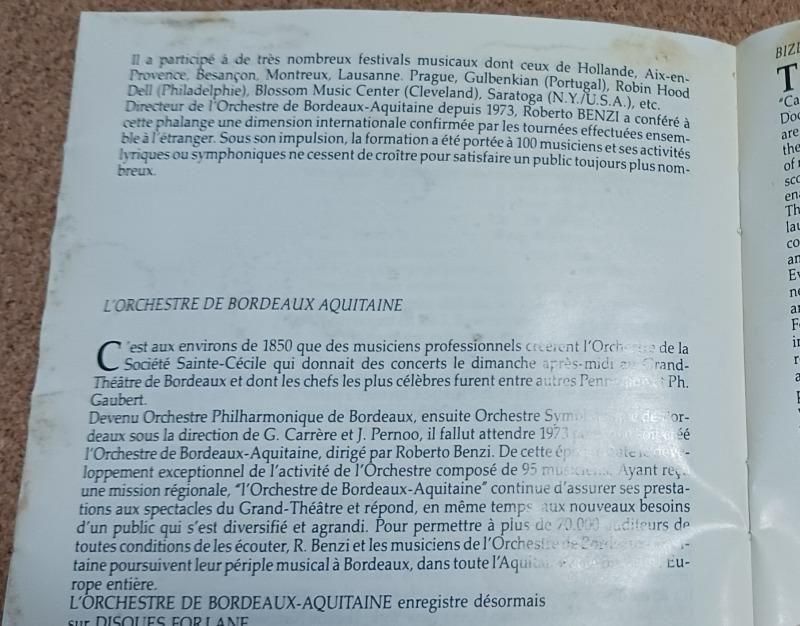 Il a participé à de très nombreux festivals musicaux dont ceux de Hollande, Aix-en-
Provence, Besançon, Montreux, Lausanne. Prague, Gulbenkian (Portugal), Robin Hood
Dell (Philadelphie), Blossom Music Center (Cleveland), Saratoga (N.Y./U.S.A.), etc.
Directeur de l'Orchestre de Bordeaux-Aquitaine depuis 1973, Roberto BENZI a conféré à
cette phalange une dimension internationale confirmée par les tournées effectuées ensem-
ble à l'étranger. Sous son impulsion, la formation a été portée à 100 musiciens et ses activités
lyriques ou symphoniques ne cessent de croître pour satisfaire un public toujours plus nom-
breux.
L'ORCHESTRE DE BORDEAUX AQUITAINE
C'est aux environs de 1850 que des musiciens professionnels créèrent l'Orchestre de la
Société Sainte-Cécile qui donnait des concerts le dimanche après-midi au Grand-
Théâtre de Bordeaux et dont les chefs les plus célèbres furent entre autres Ph.
Gaubert.
Devenu Orchestre Philharmonique de Bordeaux, ensuite Orchestre de Bor-
deaux sous la direction de G. Carrère et J. Pernoo, il fallut attendre 1973
l'Orchestre de Bordeaux-Aquitaine, dirigé par Roberto Benzi. De cette
loppement exceptionnel de l'activité de l'Orchestre composé de 95 musiciens. Ayant reçu
une mission régionale, "l'Orchestre de Bordeaux-Aquitaine" continue d'assurer ses presta-
tions aux spectacles du Grand-Théâtre et répond, en même temps aux nouveaux besoins
d'un public qui s'est diversifié et agrandi. Pour permettre à plus de 70.000 auditeurs de
toutes conditions de les écouter, R. Benzi et les musiciens de l'Orchestre de
taine poursuivent leur périple musical à Bordeaux, dans toute Eu-
rope entière.
L'ORCHESTRE DE BORDEAUX-AQUITAINE enregistre désormais
sur DISQUES FORLANE